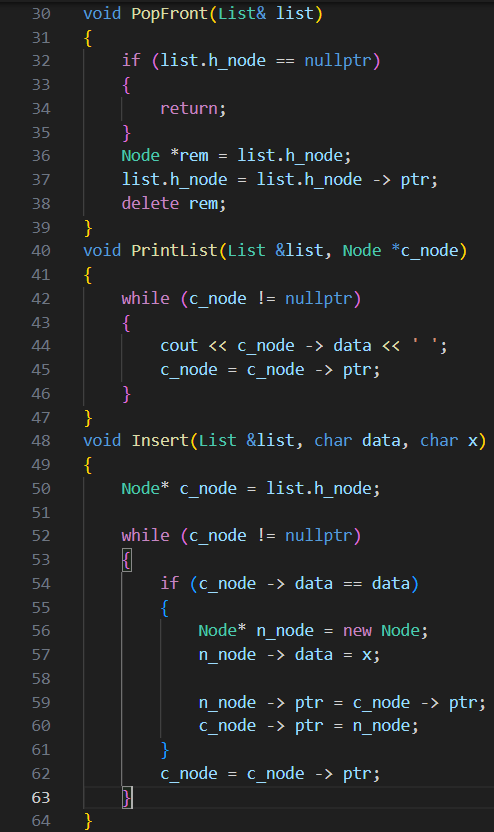 30 void PopFront(List& list)
31 {
32     if (list.h_node == nullptr)
33     {
34         return;
35     }
36     Node *rem = list.h_node;
37     list.h_node = list.h_node -> ptr;
38     delete rem;
39 }
40 void PrintList(List &list, Node *c_node)
41 {
42     while (c_node != nullptr)
43     {
44         cout << c_node -> data << ' ';
45         c_node = c_node -> ptr;
46     }
47 }
48 void Insert(List &list, char data, char x)
49 {
50     Node* c_node = list.h_node;
51
52     while (c_node != nullptr)
53     {
54         if (c_node -> data == data)
55         {
56             Node* n_node = new Node;
57             n_node -> data = x;
58
59             n_node -> ptr = c_node -> ptr;
60             c_node -> ptr = n_node;
61         }
62         c_node = c_node -> ptr;
63     }
64 }